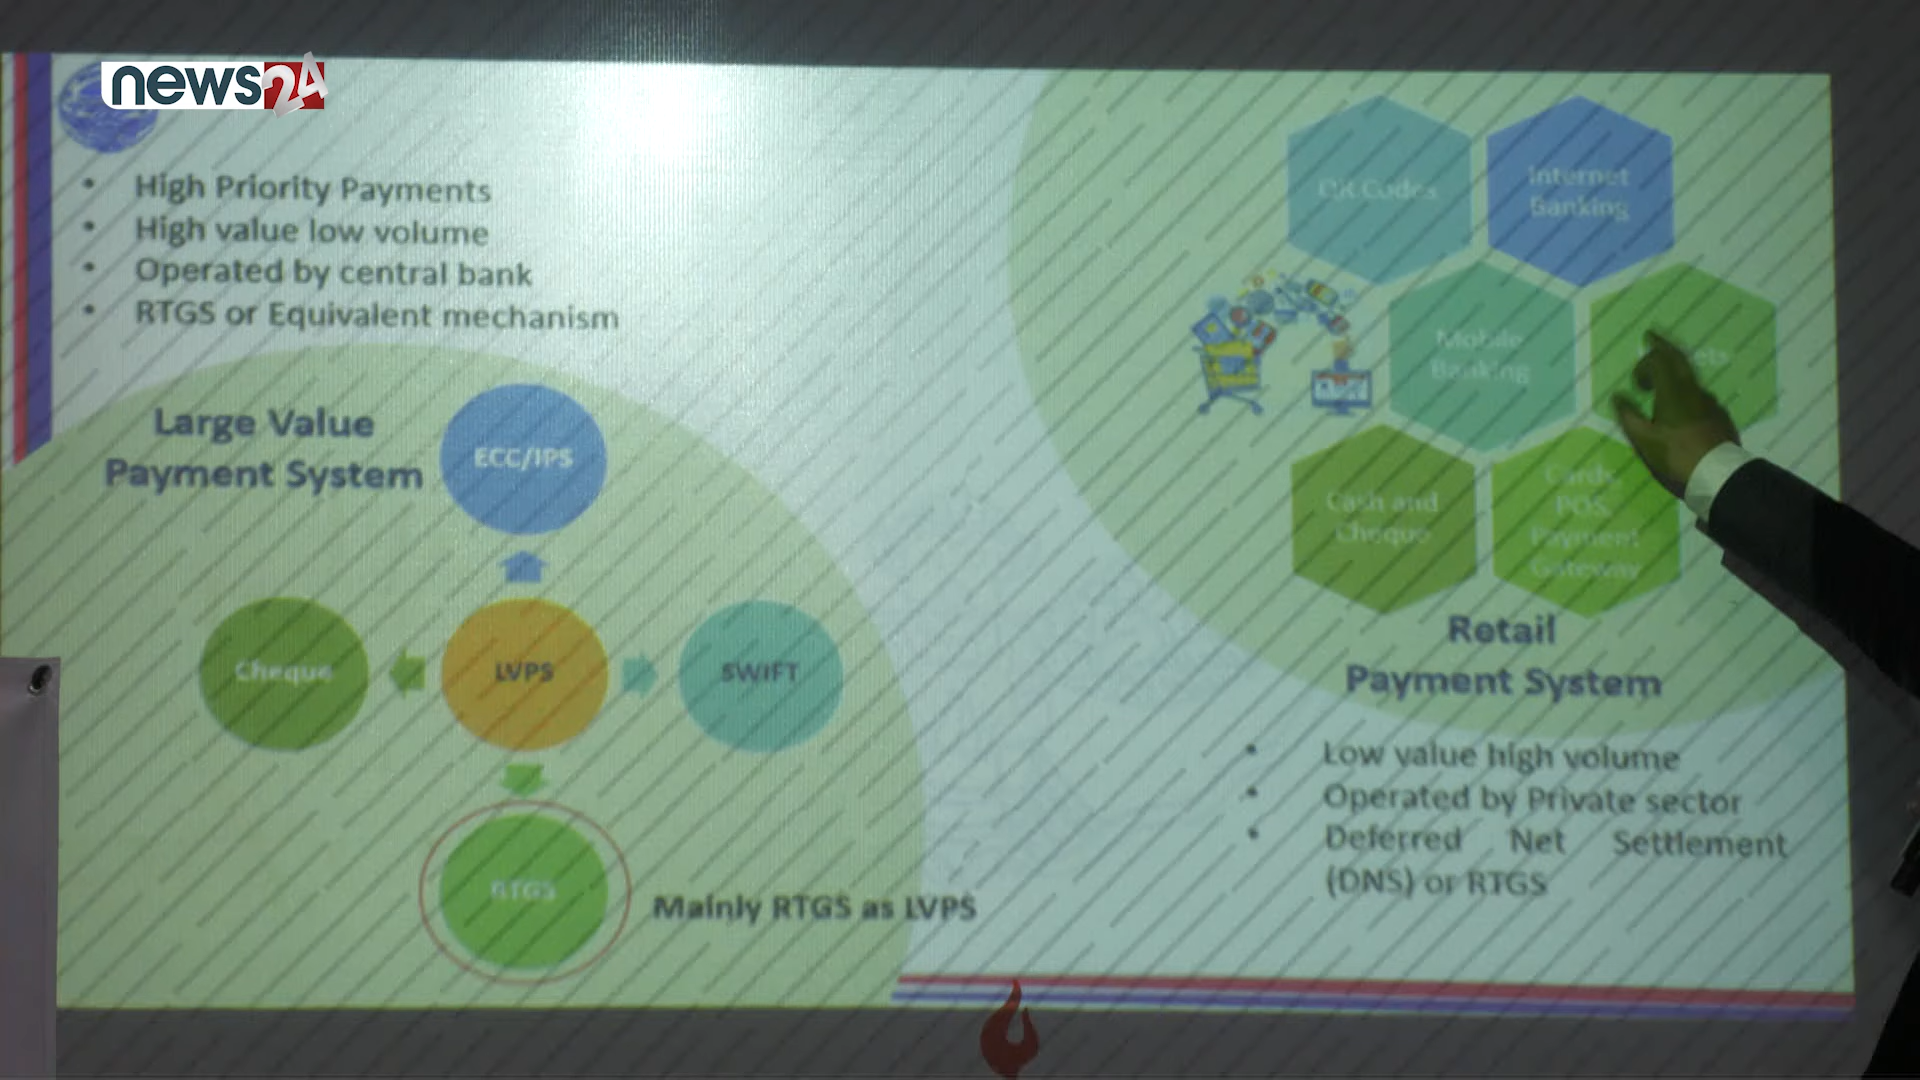 news24
High Priority Payments
High value low volume
Operated by central bank
RTGS or Equivalent mechanism
Large Value
Payment System
ECC/IPS
Cheque
LVPS
SWIFT
RTGS
Mainly RTGS as LVPS
QR Codes
Internet
Banking
Mobile
Banking
Cash and
Cheque
Cards,
POS,
Payment
Gateway
Retail
Payment System
Low value high volume
Operated by Private sector
Deferred Net Settlement
(DNS) or RTGS